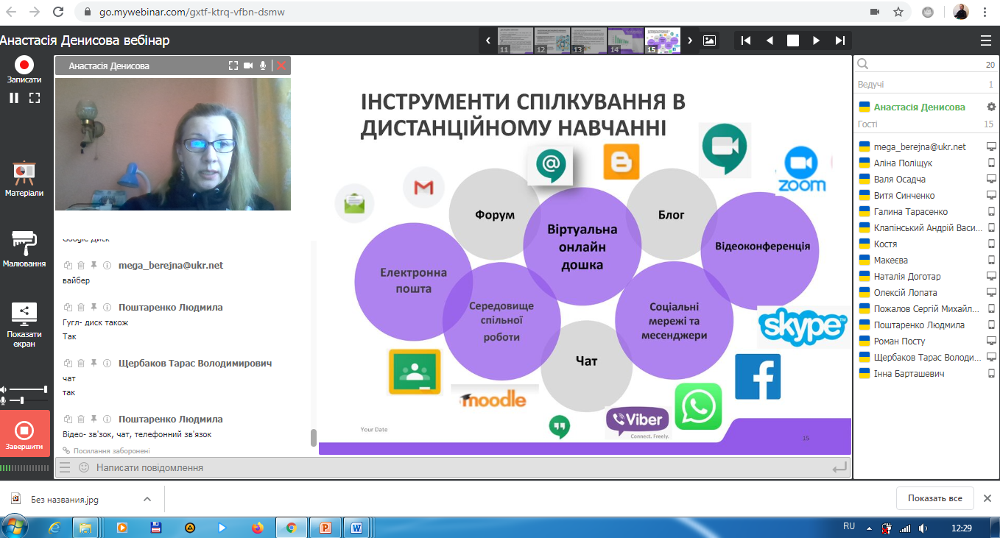 go.mywebinar.com/gxtf-ktrq-vfbn-dsmw
Анастасія Денисова вебінар
11
12
13
14
15
Записати
Матеріали
Малювання
Показати
екран
Завершити
Анастасія Денисова
Google Диск
mega_berejna@ukr.net
вайбер
Поштаренко Людмила
Гугл- диск також
Так
Щербаков Тарас Володимирович
чат
так
Поштаренко Людмила
Відео- зв'зок, чат, телефонний зв'язок
Посилання заборонені
Написати повідомлення
ІНСТРУМЕНТИ СПІЛКУВАННЯ В
ДИСТАНЦІЙНОМУ НАВЧАННІ
zoom
Форум
Блог
Віртуальна
онлайн
дошка
Відеоконференція
Електронна
пошта
Середовище
спільної
роботи
Соціальні
мережі та
месенджери
skype™
Чат
moodle
Viber
Connect. Freely.
Your Date
15
20
Ведучі
1
Анастасія Денисова
Гості
15
mega_berejna@ukr.net
Аліна Поліщук
Валя Осадча
Витя Синченко
Галина Тарасенко
Клапінський Андрій Васи...
Костя
Макеєва
Наталія Доготар
Олексій Лопата
Пожалов Сергій Михайл...
Поштаренко Людмила
Роман Посту
Щербаков Тарас Володи...
Інна Барташевич
Без названия.jpg
Показать все
RU
12:29